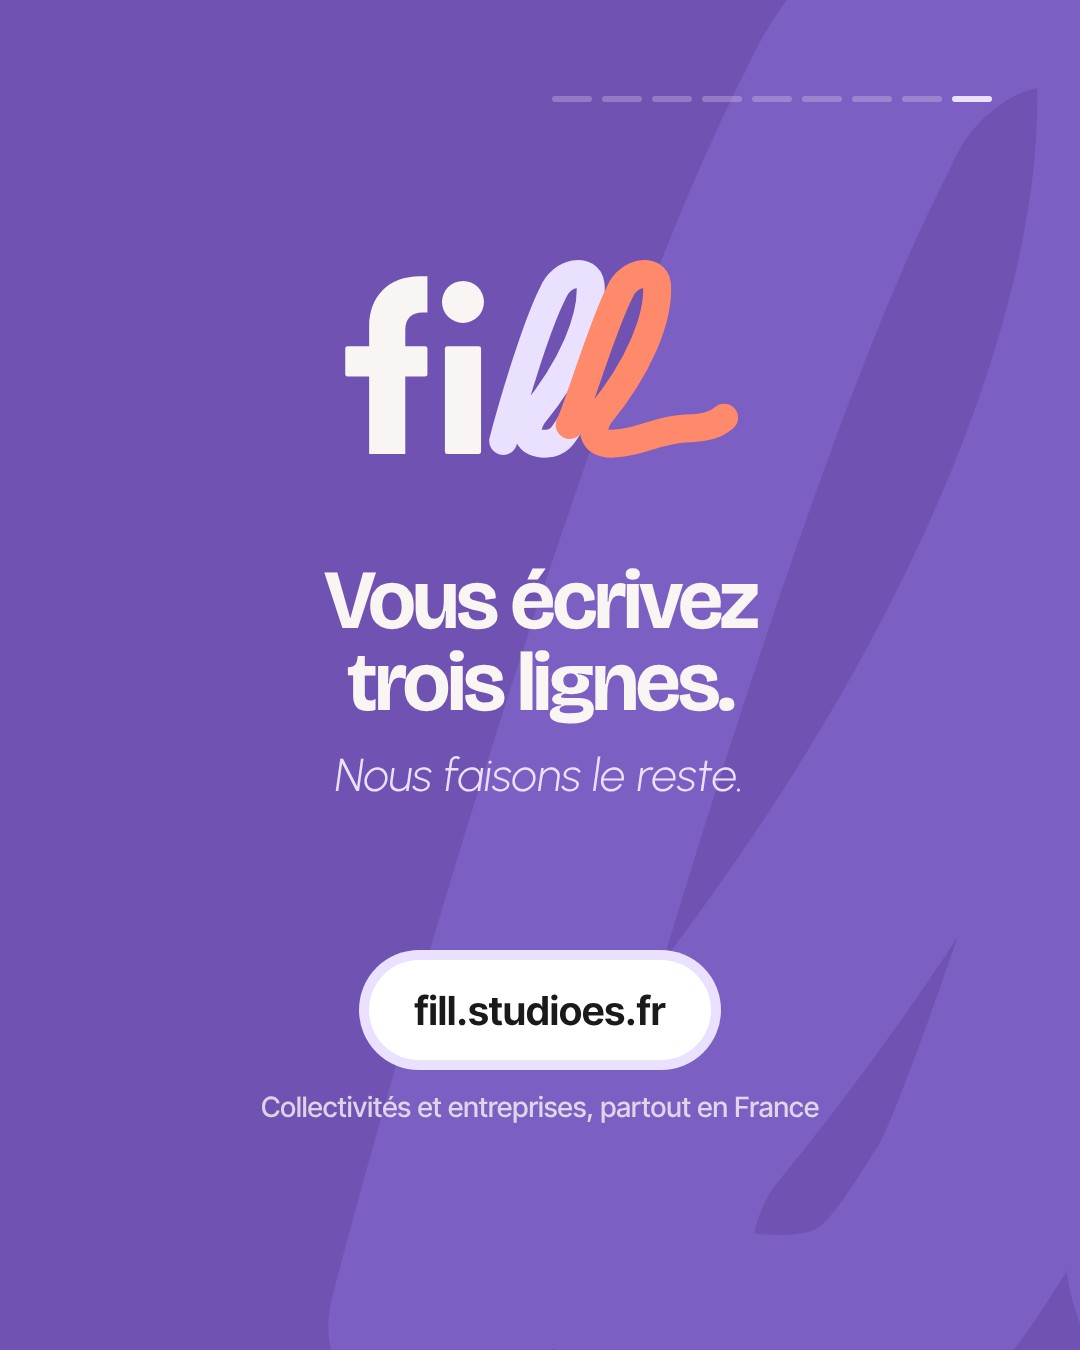 fill
Vous écrivez
trois lignes.
Nous faisons le reste.
fill.studioes.fr
Collectivités et entreprises, partout en France